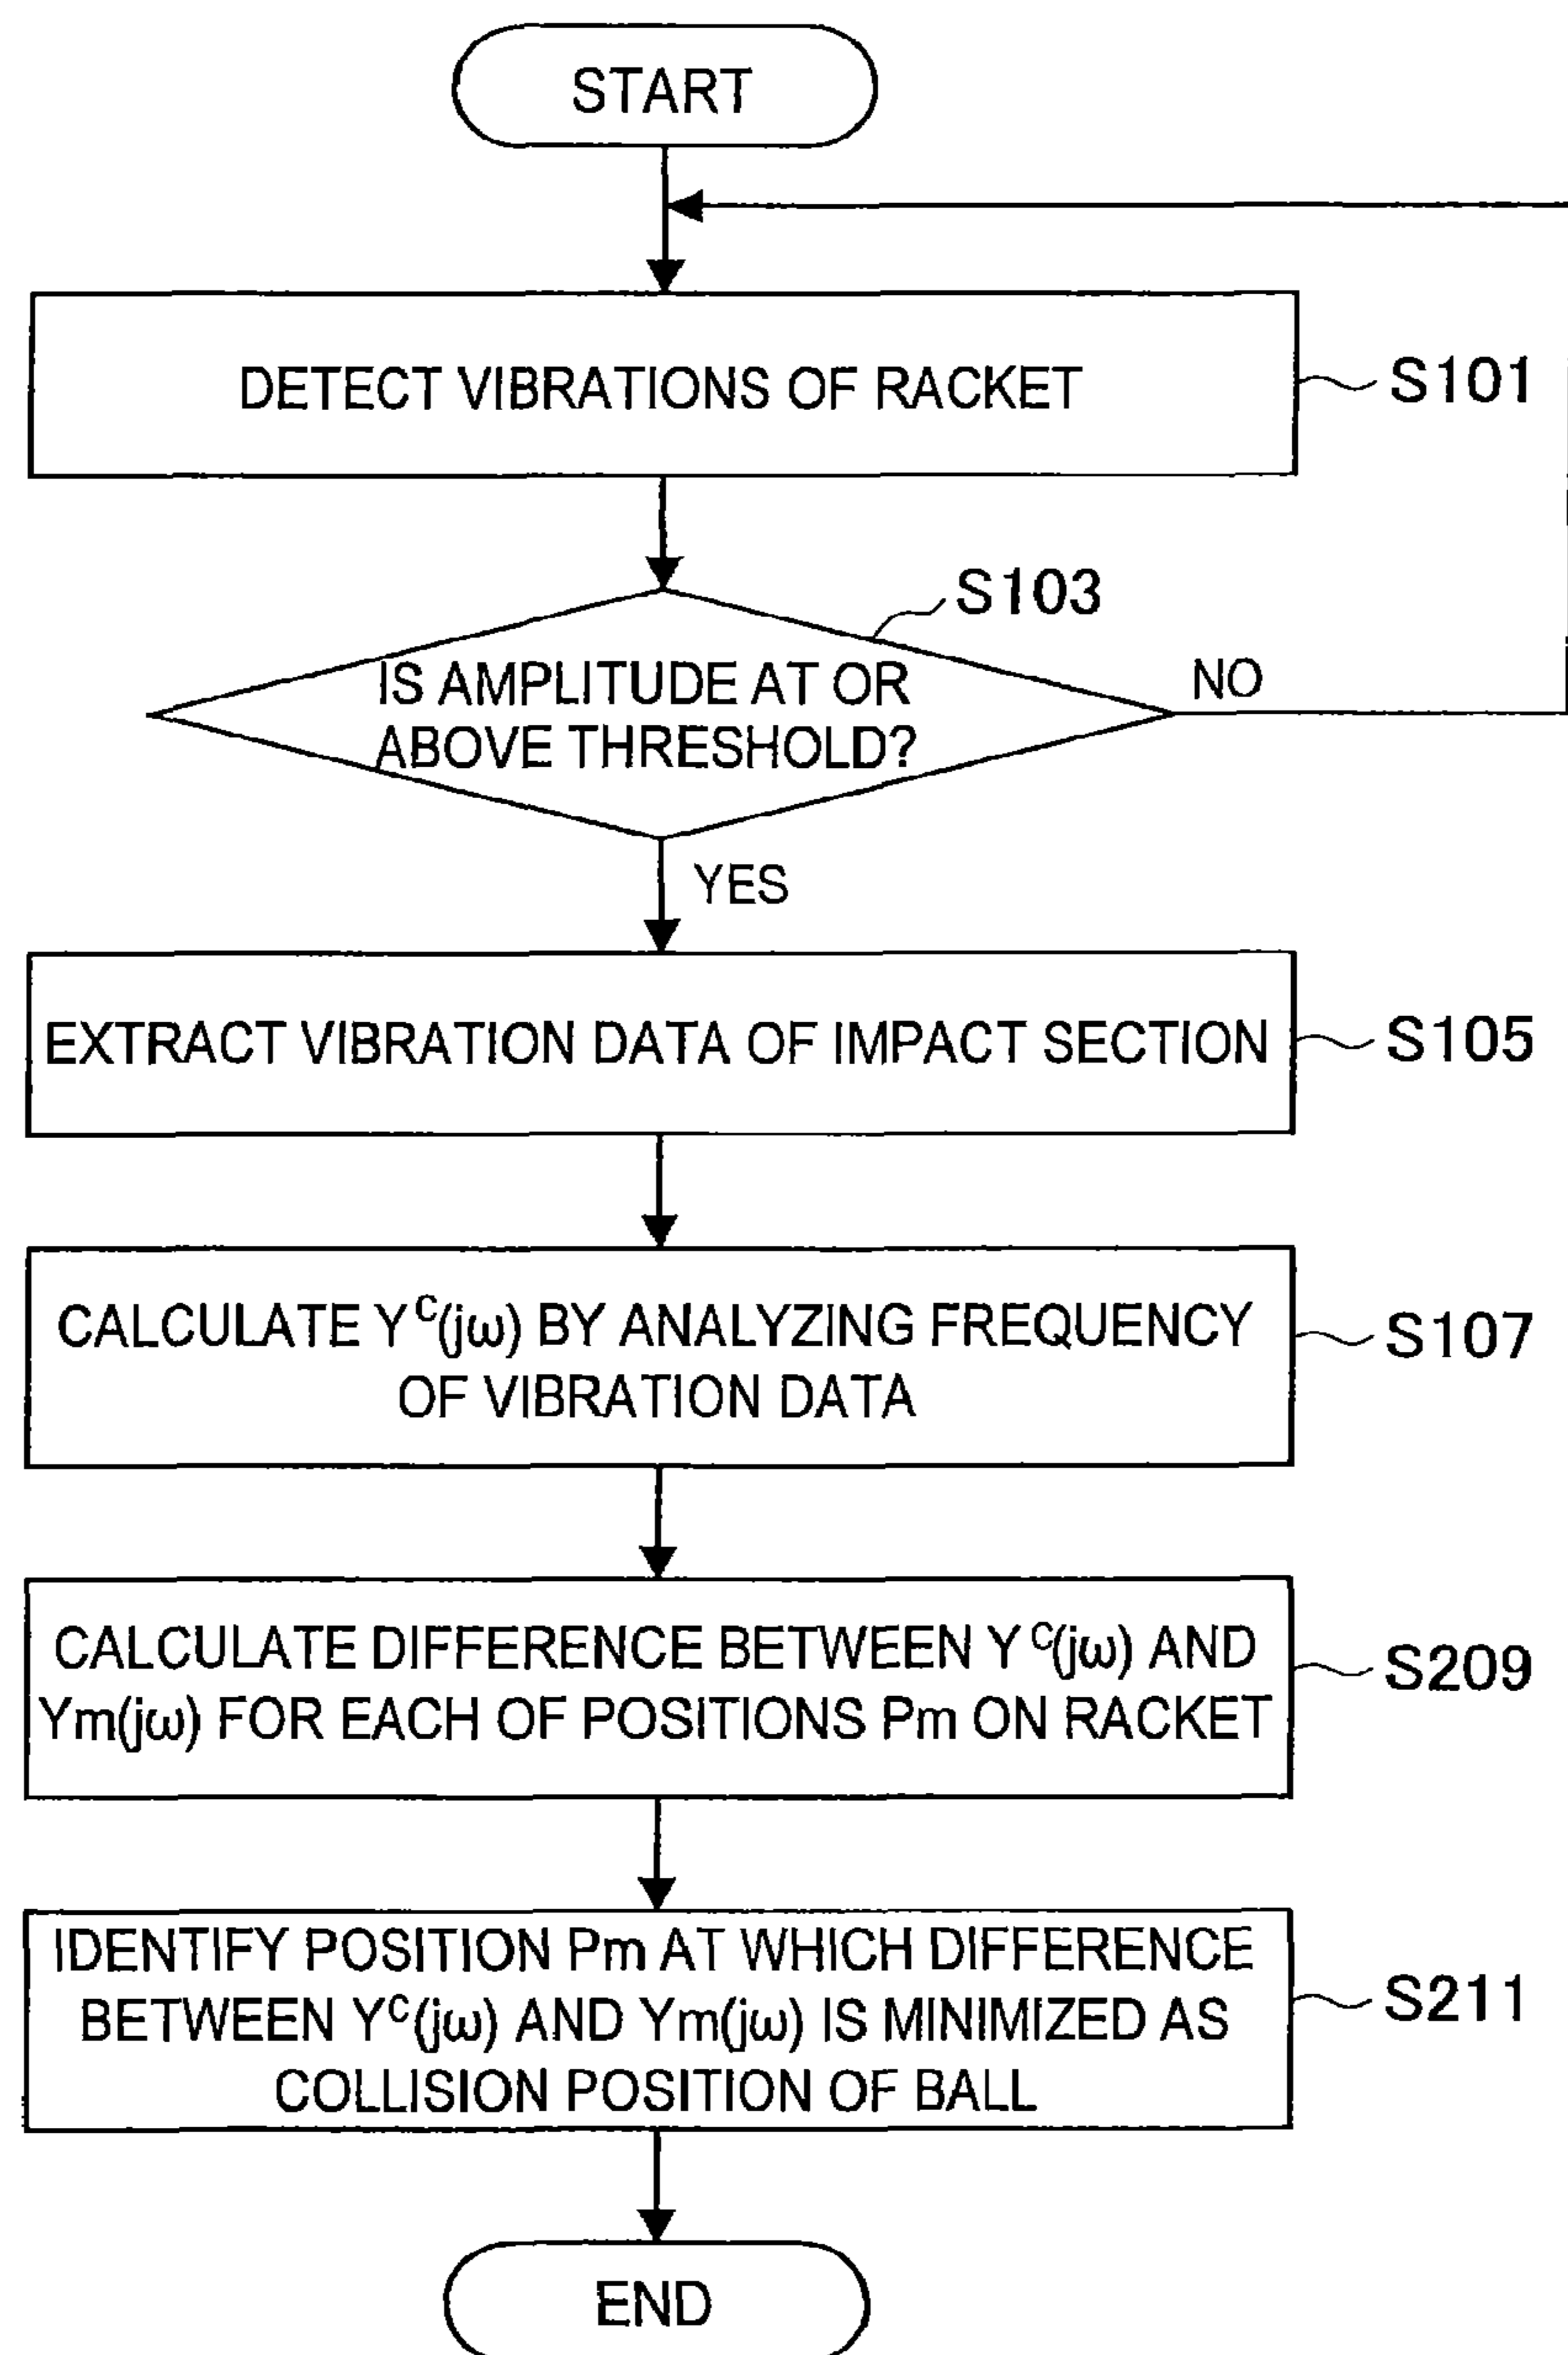 START
DETECT VIBRATIONS OF RACKET
S101
S103
IS AMPLITUDE AT OR
ABOVE THRESHOLD?
NO
YES
EXTRACT VIBRATION DATA OF IMPACT SECTION
S105
CALCULATE Yᶜ(jω) BY ANALYZING FREQUENCY
OF VIBRATION DATA
S107
CALCULATE DIFFERENCE BETWEEN Yᶜ(jω) AND
Ym(jω) FOR EACH OF POSITIONS Pm ON RACKET
S209
IDENTIFY POSITION Pm AT WHICH DIFFERENCE
BETWEEN Yᶜ(jω) AND Ym(jω) IS MINIMIZED AS
COLLISION POSITION OF BALL
S211
END